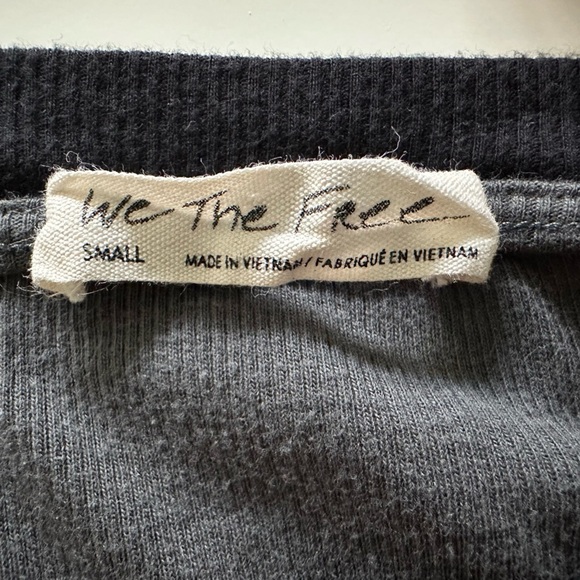 We The Free
SMALL MADE IN VIETNAM / FABRIQUÉ EN VIETNAM